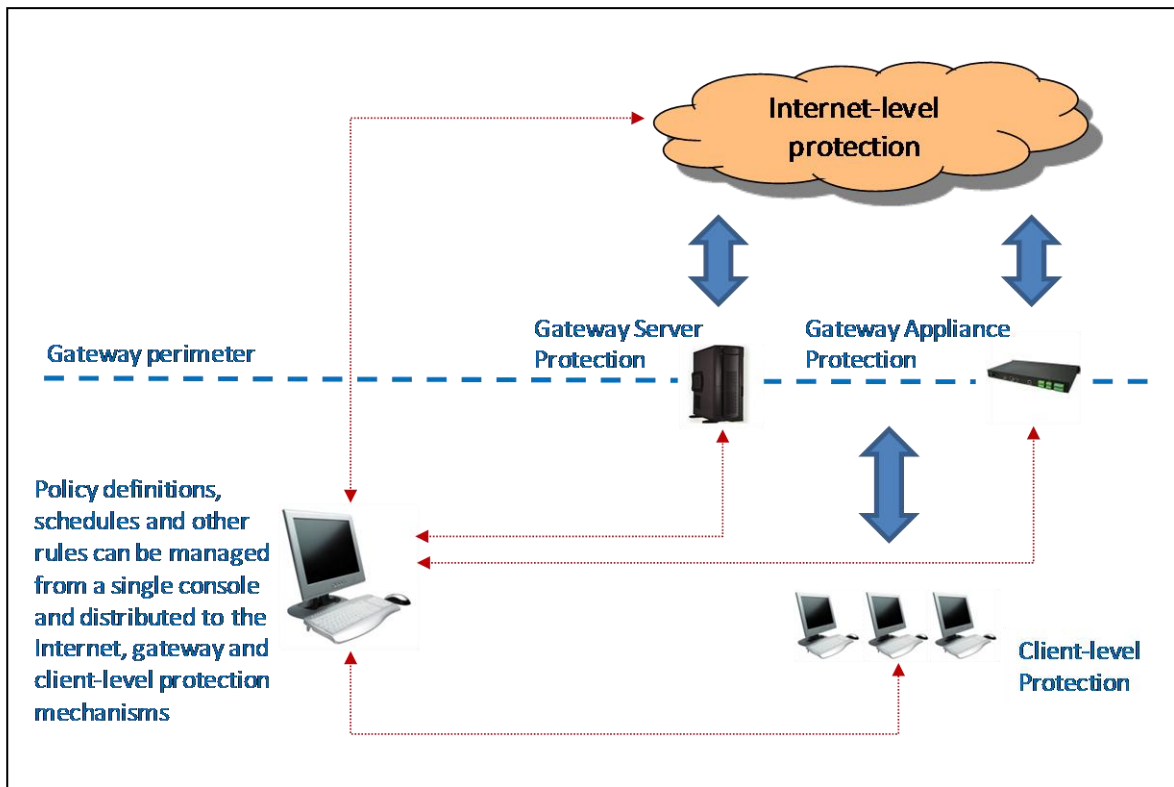 Internet-level
protection
Gateway Server
Protection
Gateway Appliance
Protection
Gateway perimeter
Policy definitions,
schedules and other
rules can be managed
from a single console
and distributed to the
Internet, gateway and
client-level protection
mechanisms
Client-level
Protection